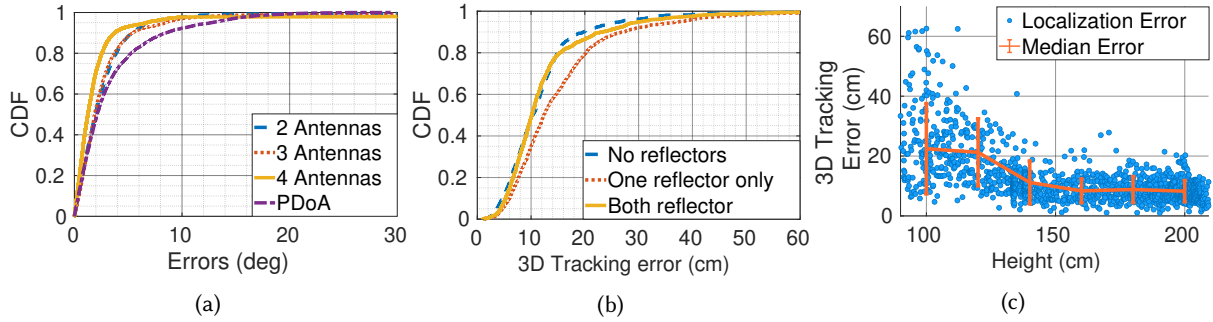 1
0.8
0.6
0.4
0.2
0
CDF
0
10
20
30
Errors (deg)
2 Antennas
3 Antennas
4 Antennas
PDoA
(a)
1
0.8
0.6
0.4
0.2
0
CDF
0
10
20
30
40
50
60
3D Tracking error (cm)
No reflectors
One reflector only
Both reflector
(b)
60
40
20
0
3D Tracking
Error (cm)
100
150
200
Height (cm)
Localization Error
Median Error
(c)